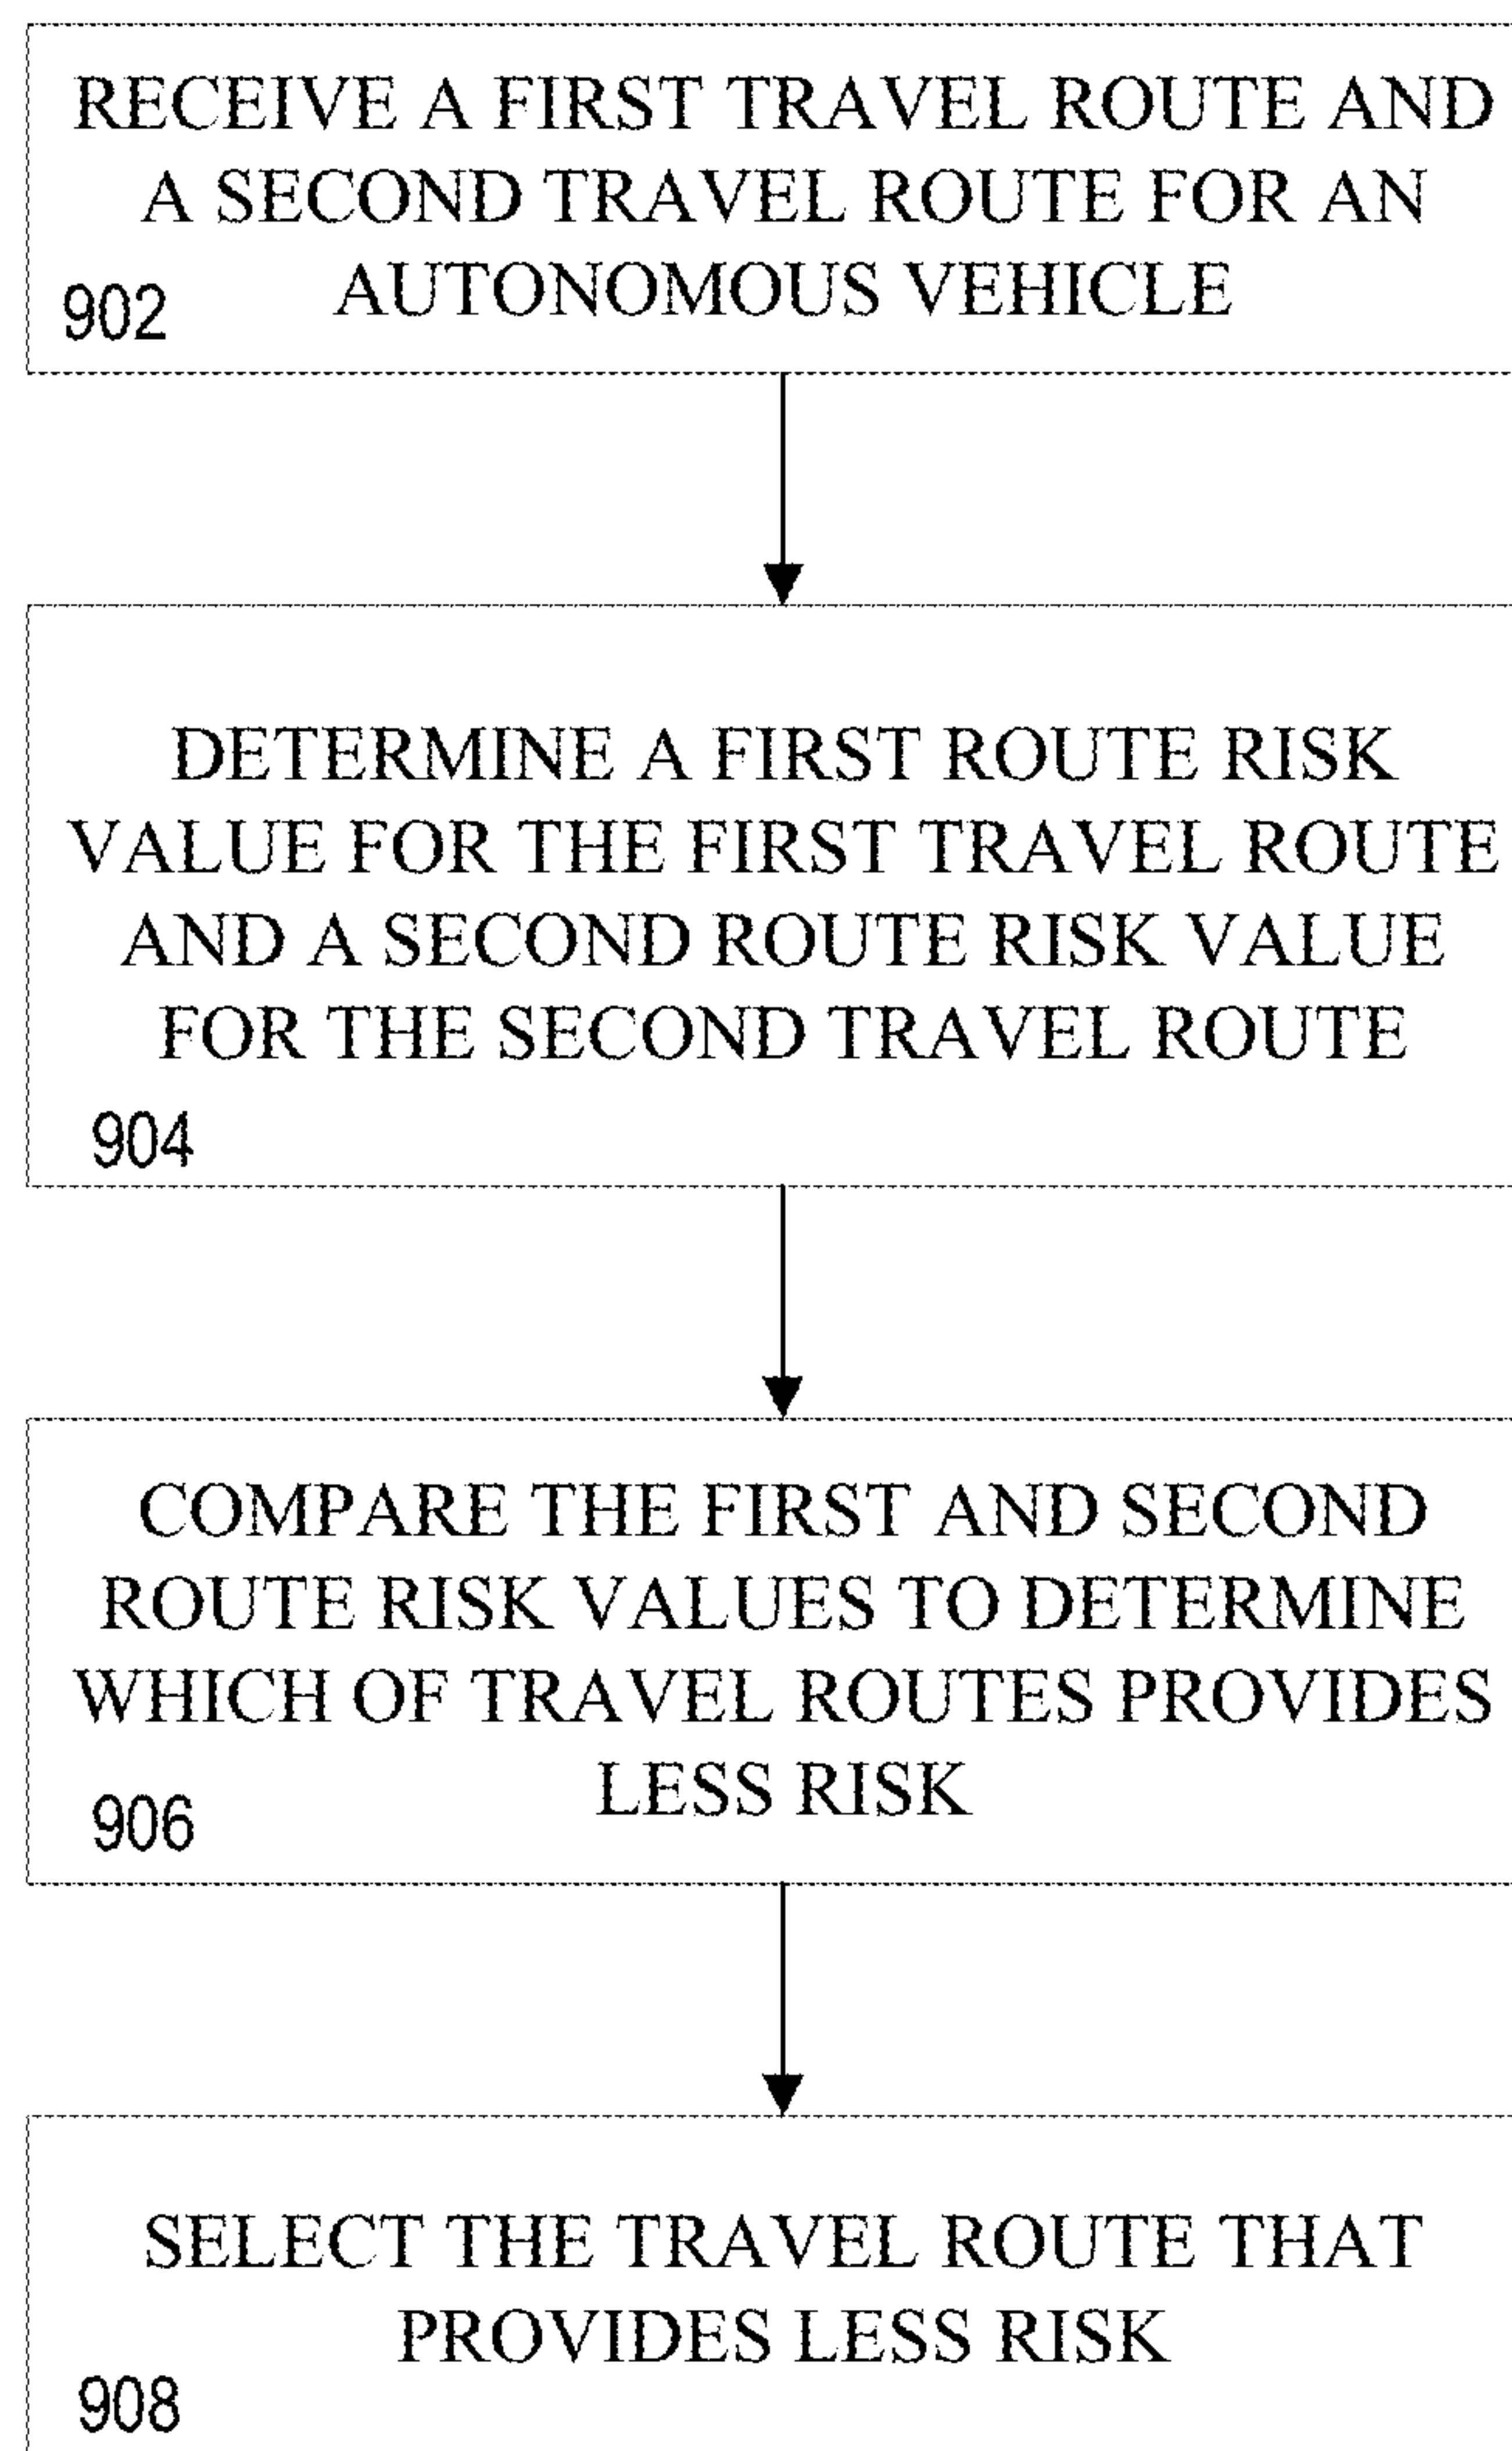 RECEIVE A FIRST TRAVEL ROUTE AND
A SECOND TRAVEL ROUTE FOR AN
AUTONOMOUS VEHICLE
902
DETERMINE A FIRST ROUTE RISK
VALUE FOR THE FIRST TRAVEL ROUTE
AND A SECOND ROUTE RISK VALUE
FOR THE SECOND TRAVEL ROUTE
904
COMPARE THE FIRST AND SECOND
ROUTE RISK VALUES TO DETERMINE
WHICH OF TRAVEL ROUTES PROVIDES
LESS RISK
906
SELECT THE TRAVEL ROUTE THAT
PROVIDES LESS RISK
908